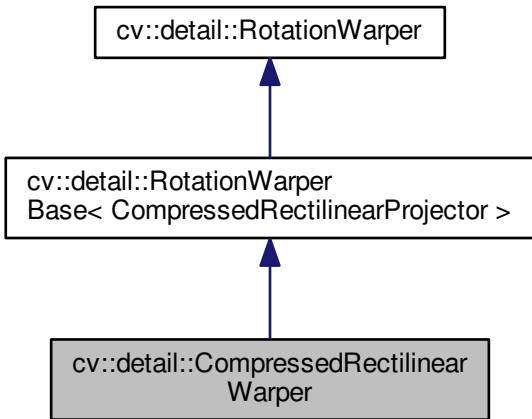 cv::detail::RotationWarper
cv::detail::RotationWarper
Base< CompressedRectilinearProjector >
cv::detail::CompressedRectilinear
Warper